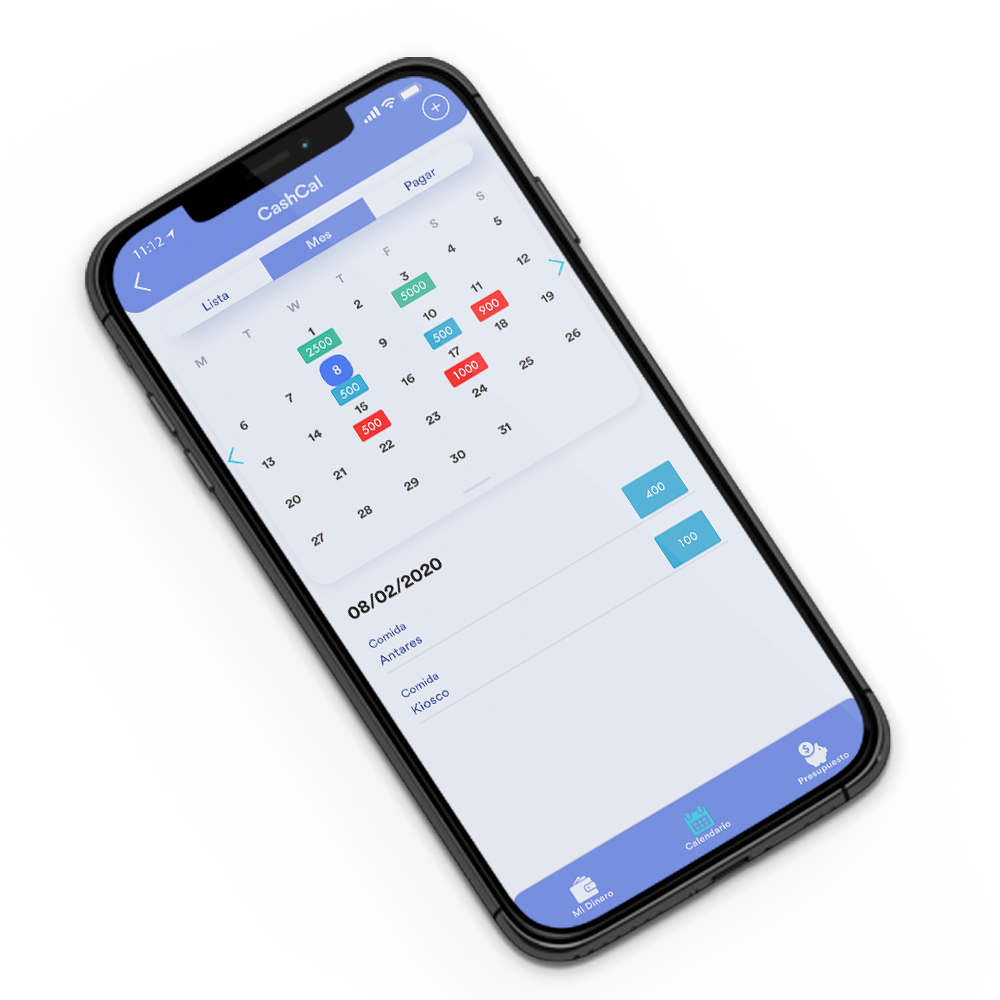 11:12
CashCal
+
Lista Mes Pagar
M T W T F S S
1 2 3 4 5
2500 5000
6 7 8 9 10 11 12
500 500 900
13 14 15 16 17 18 19
500 1000
20 21 22 23 24 25 26
27 28 29 30 31
08/02/2020
Comida
Antares 400
Comida
Kiosco 100
Mi Dinero Calendario Presupuesto